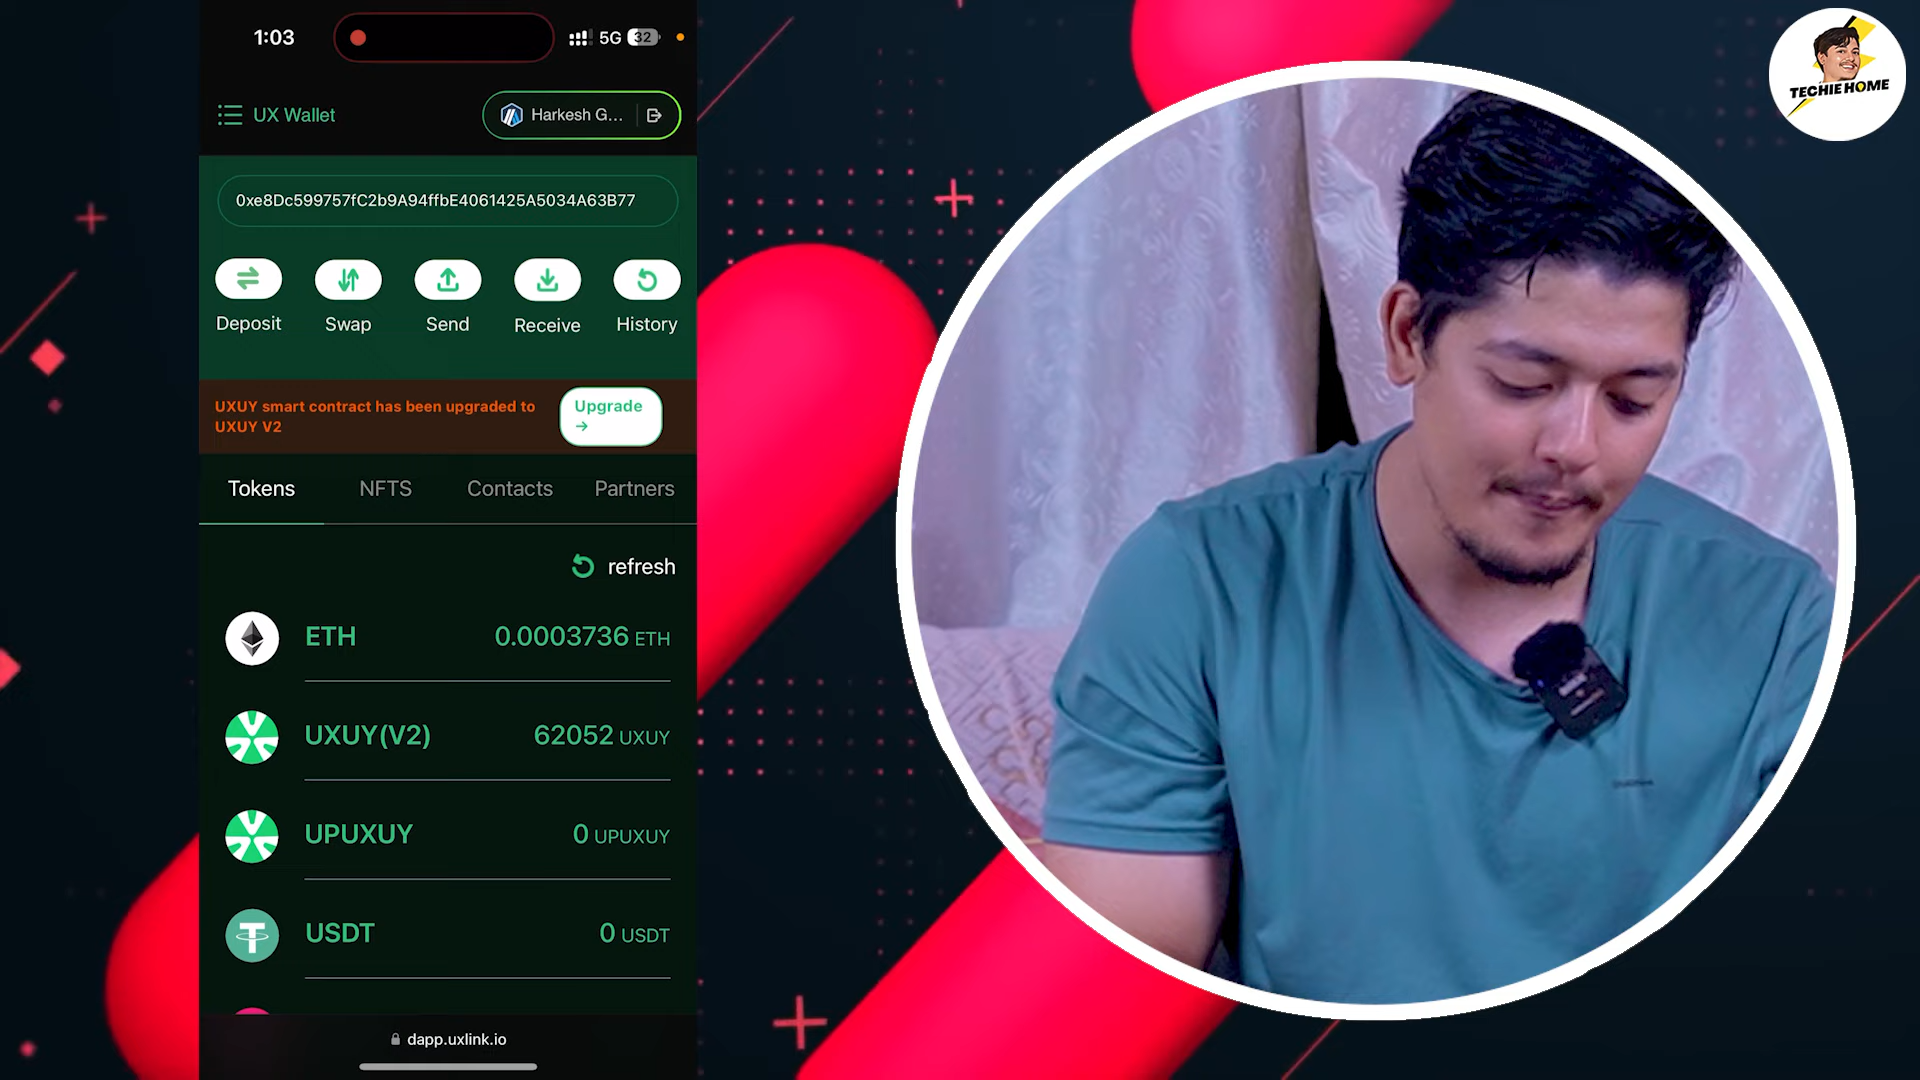 1:03
5G 32
UX Wallet
Harkesh G...
0xe8Dc599757fC2b9A94ffbE4061425A5034A63B77
Deposit
Swap
Send
Receive
History
UXUY smart contract has been upgraded to
UXUY V2
Upgrade
→
Tokens
NFTS
Contacts
Partners
refresh
ETH
0.0003736 ETH
UXUY(V2)
62052 UXUY
UPUXUY
0 UPUXUY
USDT
0 USDT
dapp.uxlink.io
TECHIE HOME